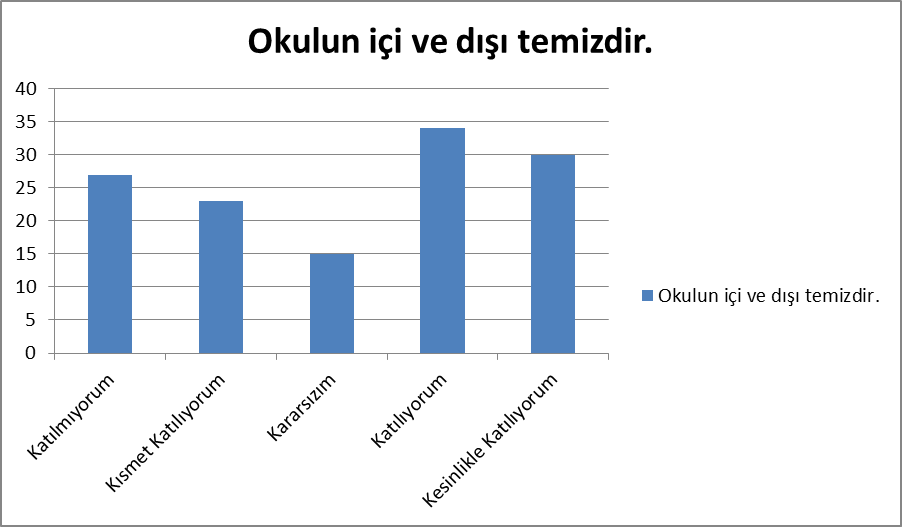 Okulun içi ve dışı temizdir.
40
35
30
25
20
15
10
5
0
Katılmıyorum
Kısmet Katılıyorum
Kararsızım
Katılıyorum
Kesinlikle Katılıyorum
Okulun içi ve dışı temizdir.